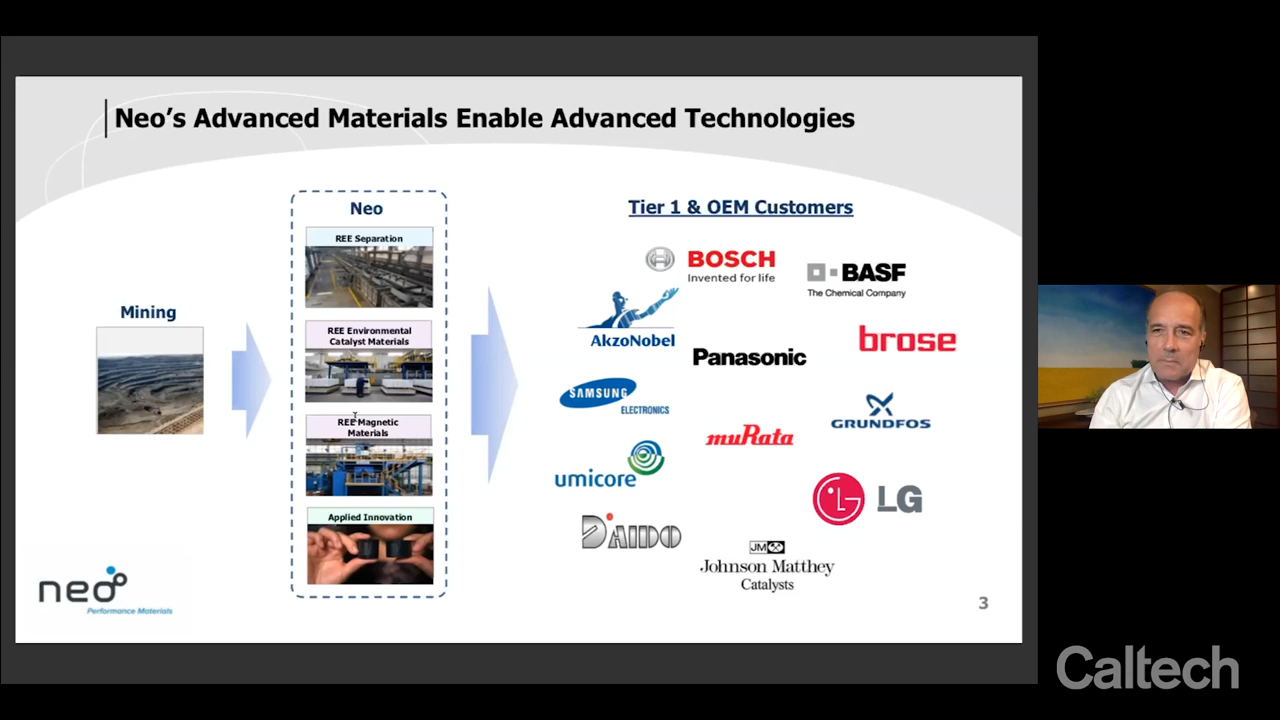 Neo’s Advanced Materials Enable Advanced Technologies
Mining
Neo
REE Separation
REE Environmental
Catalyst Materials
REE Magnetic
Materials
Applied Innovation
Tier 1 & OEM Customers
BOSCH
Invented for life
BASF
The Chemical Company
AkzoNobel
Panasonic
brose
SAMSUNG
ELECTRONICS
GRUNDFOS
muRata
umicore
LG
DAIDO
JM
Johnson Matthey
Catalysts
neo
Performance Materials
3
Caltech